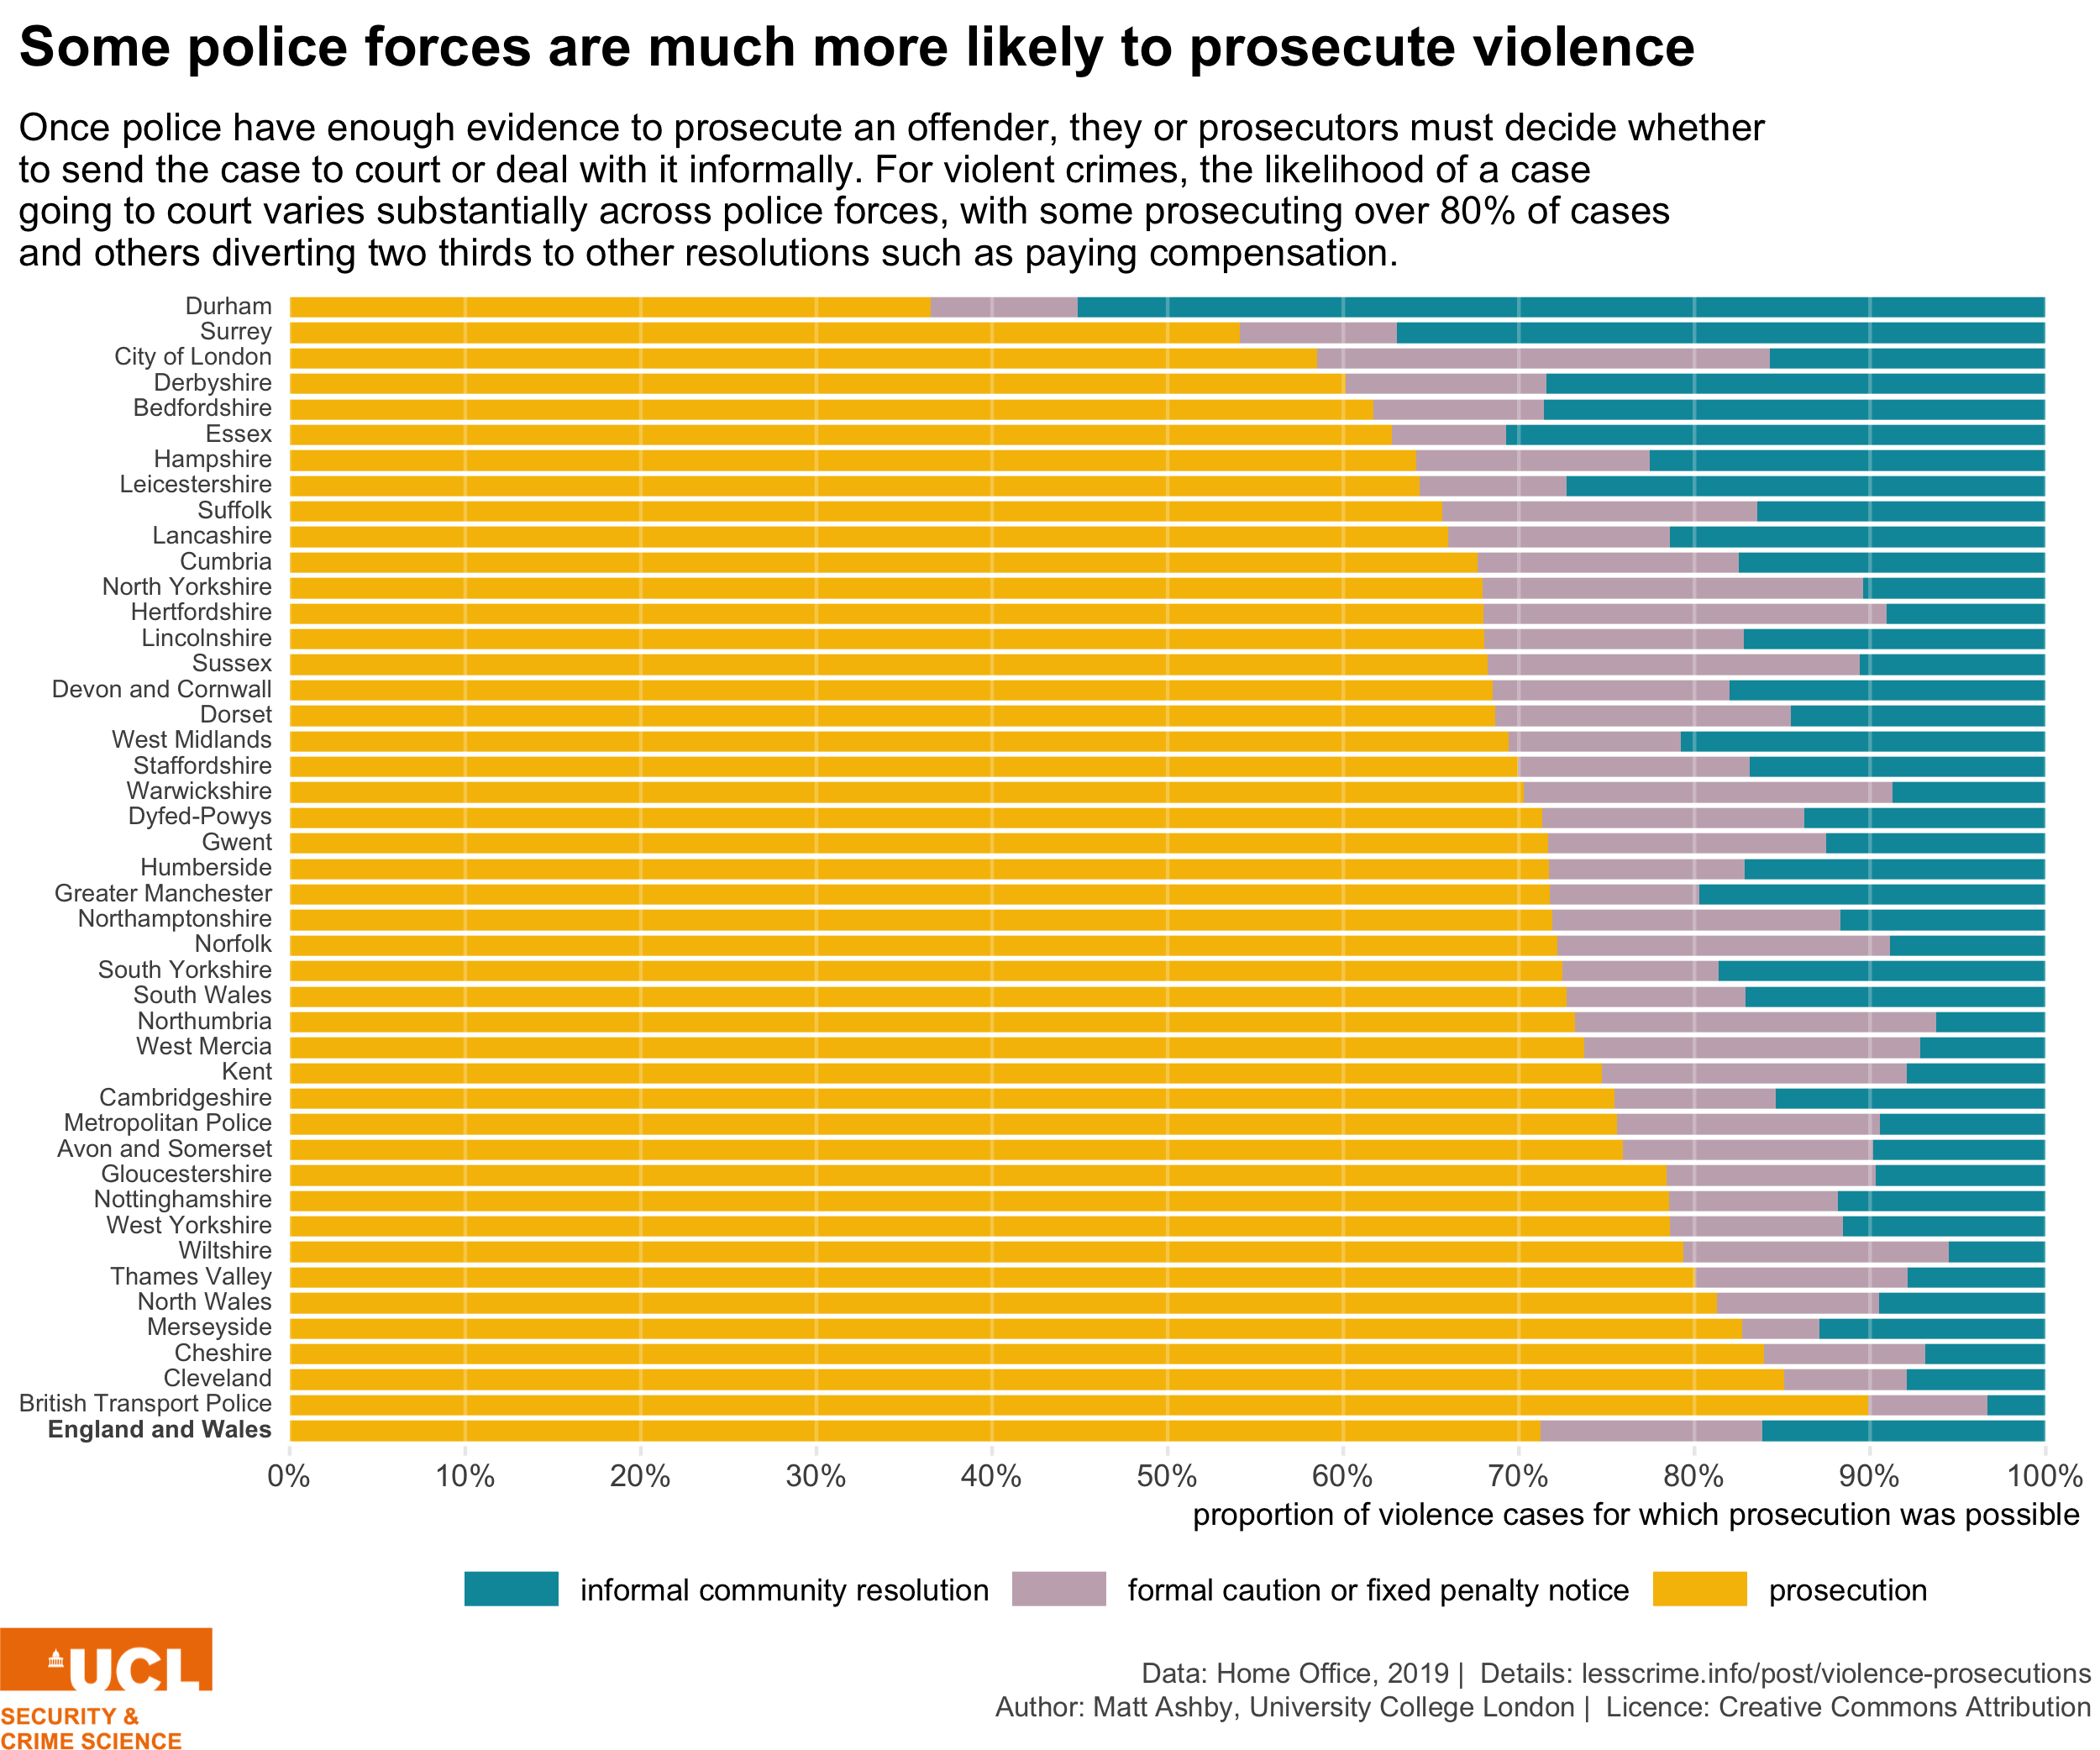 Some police forces are much more likely to prosecute violence
Once police have enough evidence to prosecute an offender, they or prosecutors must decide whether
to send the case to court or deal with it informally. For violent crimes, the likelihood of a case
going to court varies substantially across police forces, with some prosecuting over 80% of cases
and others diverting two thirds to other resolutions such as paying compensation.
Durham
Surrey
City of London
Derbyshire
Bedfordshire
Essex
Hampshire
Leicestershire
Suffolk
Lancashire
Cumbria
North Yorkshire
Hertfordshire
Lincolnshire
Sussex
Devon and Cornwall
Dorset
West Midlands
Staffordshire
Warwickshire
Dyfed-Powys
Gwent
Humberside
Greater Manchester
Northamptonshire
Norfolk
South Yorkshire
South Wales
Northumbria
West Mercia
Kent
Cambridgeshire
Metropolitan Police
Avon and Somerset
Gloucestershire
Nottinghamshire
West Yorkshire
Wiltshire
Thames Valley
North Wales
Merseyside
Cheshire
Cleveland
British Transport Police
England and Wales
0% 10% 20% 30% 40% 50% 60% 70% 80% 90% 100%
proportion of violence cases for which prosecution was possible
informal community resolution formal caution or fixed penalty notice prosecution
UCL
SECURITY &
CRIME SCIENCE
Data: Home Office, 2019 | Details: lesscrime.info/post/violence-prosecutions
Author: Matt Ashby, University College London | Licence: Creative Commons Attribution